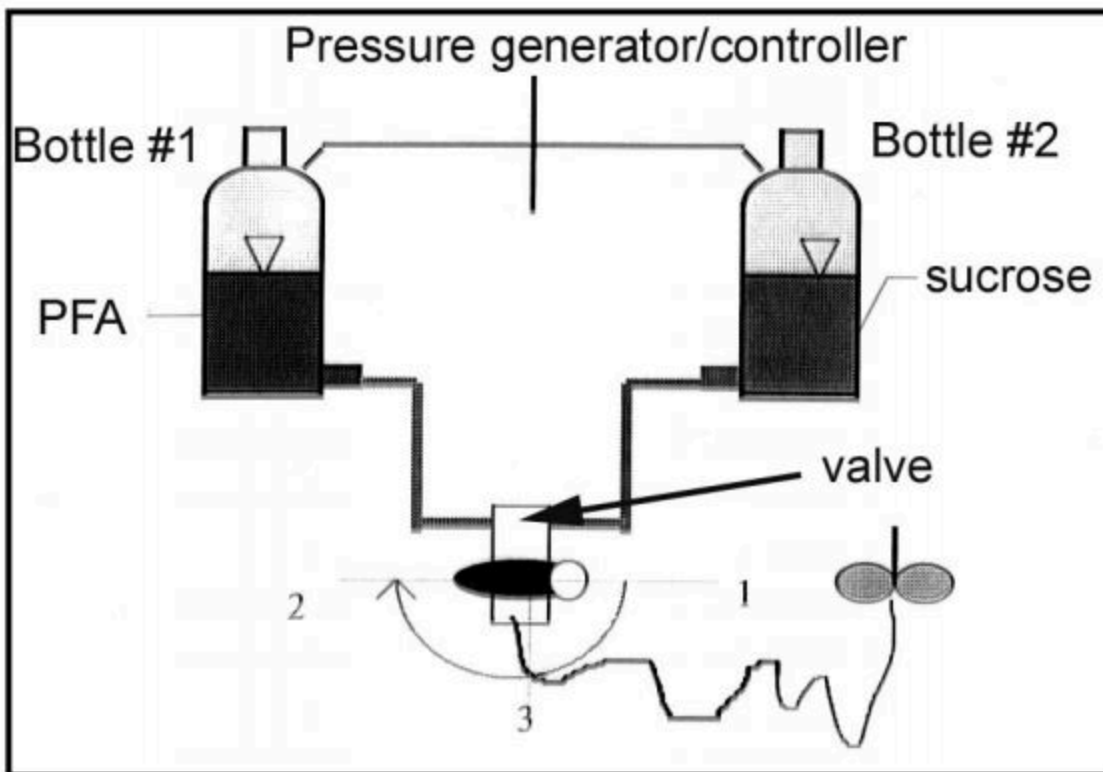 Pressure generator/controller
Bottle #1
Bottle #2
PFA
sucrose
valve
2
1
3